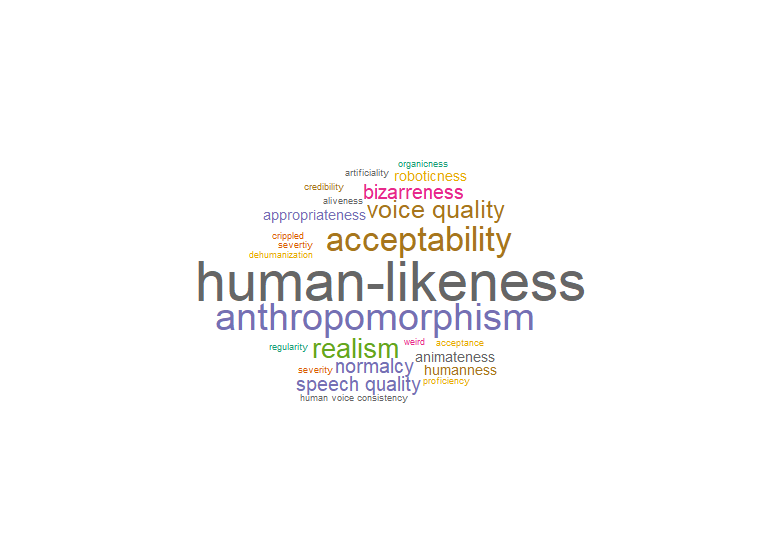 organicness
artificiality
roboticness
credibility
bizarreness
aliveness
appropriateness
voice quality
crippled
acceptability
severtiy
dehumanization
human-likeness
anthropomorphism
regularity
realism
weird
acceptance
animateness
severity
normalcy
humanness
speech quality
proficiency
human voice consistency